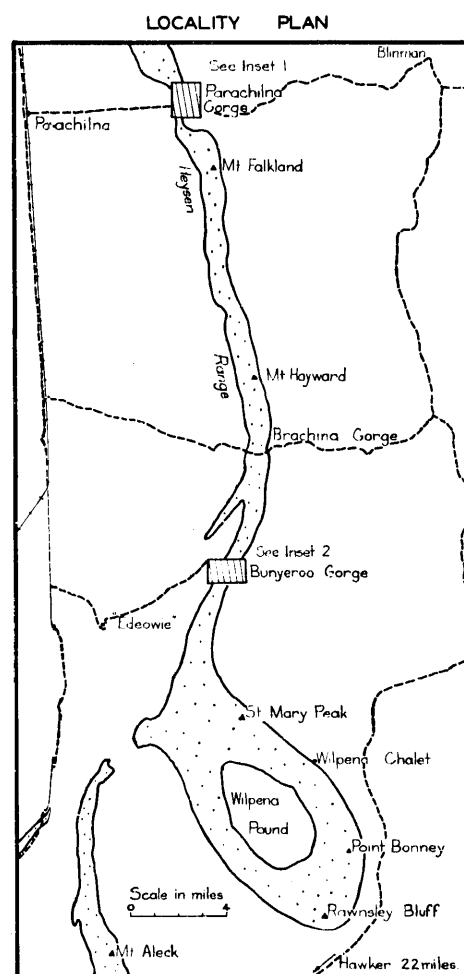 LOCALITY PLAN
Blinman
See Inset 1
Parachilna
Gorge
Parachilna
Mt Falkland
Heysen
Range
Mt Hayward
Brachina Gorge
See Inset 2
Bunyeroo Gorge
"Edeowie"
St Mary Peak
Wilpena Chalet
Wilpena
Pound
Point Bonney
Scale in miles
0 4
Rawnsley Bluff
Mt Aleck
Hawker 22 miles.